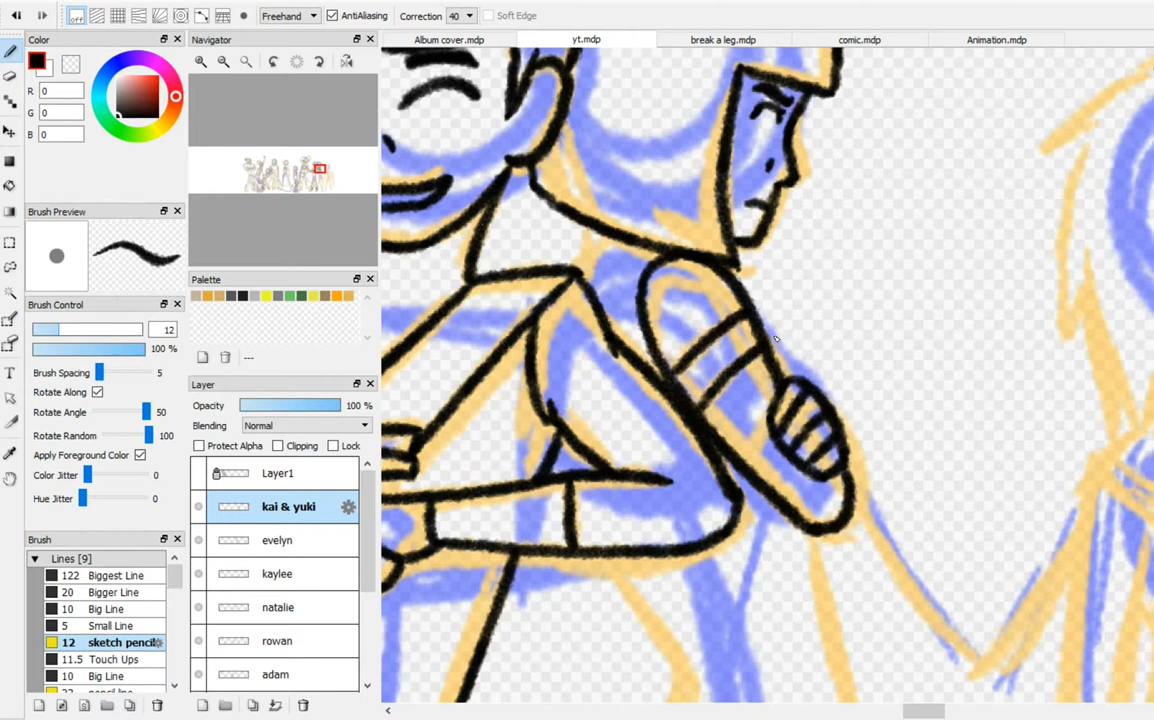 off Freehand AntiAliasing Correction 40 Soft Edge
Color
R 0
G 0
B 0
Brush Preview
Brush Control
12
100 %
Brush Spacing 5
Rotate Along
Rotate Angle 50
Rotate Random 100
Apply Foreground Color
Color Jitter 0
Hue Jitter 0
Brush
Lines [9]
122 Biggest Line
20 Bigger Line
10 Big Line
5 Small Line
12 sketch pencil
11.5 Touch Ups
10 Big Line
Navigator
Palette
---
Layer
Opacity 100 %
Blending Normal
Protect Alpha Clipping Lock
Layer1
kai & yuki
evelyn
kaylee
natalie
rowan
adam
Album cover.mdp yt.mdp break a leg.mdp comic.mdp Animation.mdp